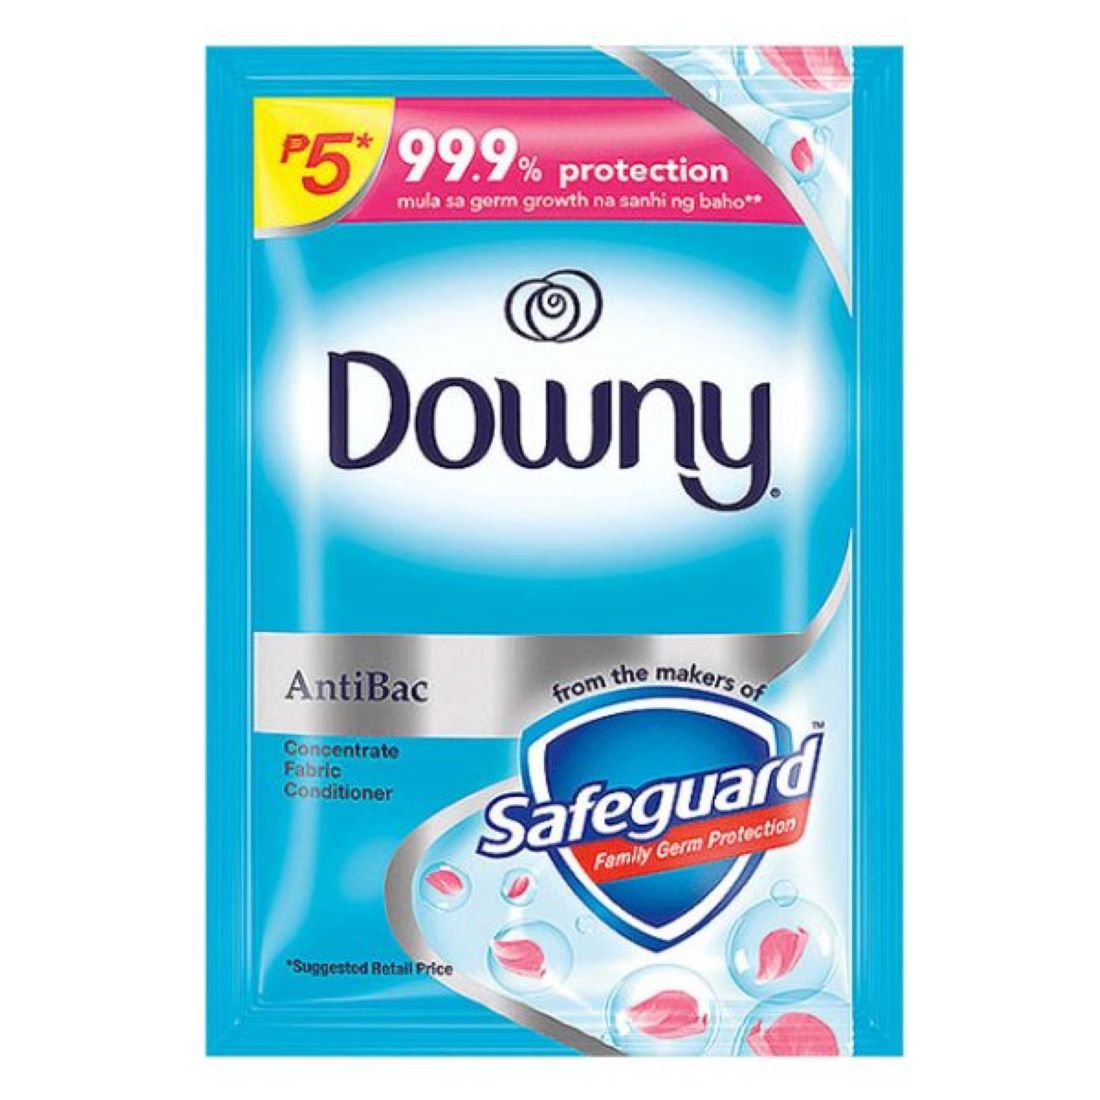 ₱5*
99.9% protection
mula sa germ growth na sanhi ng baho**
Downy®
AntiBac
Concentrate
Fabric
Conditioner
from the makers of
Safeguard™
Family Germ Protection
*Suggested Retail Price